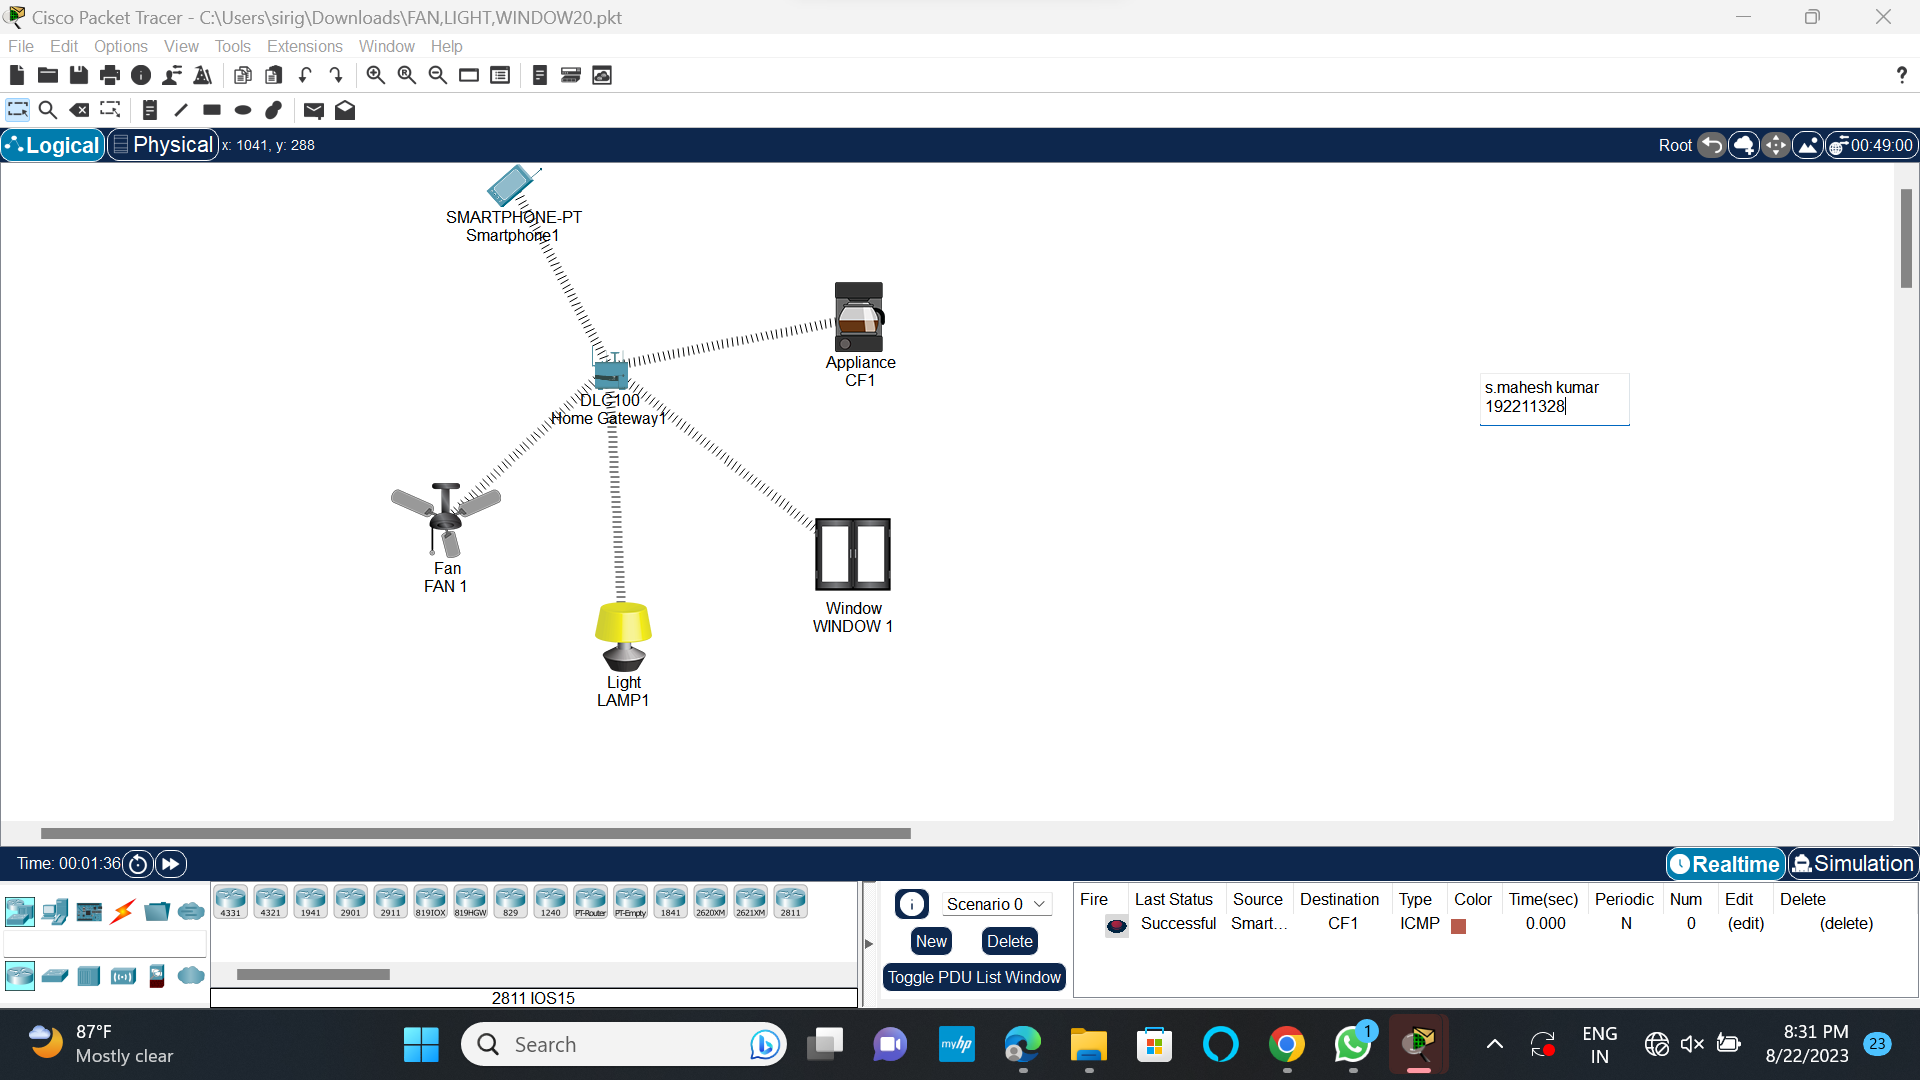 Cisco Packet Tracer - C:\Users\sirig\Downloads\FAN,LIGHT,WINDOW20.pkt
File Edit Options View Tools Extensions Window Help
?
Logical Physical x: 1041, y: 288 Root 00:49:00
SMARTPHONE-PT
Smartphone1
Appliance
CF1
s.mahesh kumar
192211328
DLC100
Home Gateway1
Fan
FAN 1
Window
WINDOW 1
Light
LAMP1
Time: 00:01:36 Realtime Simulation
4331 4321 1941 2901 2911 819IOX 819HGW 829 1240 PT-Router PT-Empty 1841 2620XM 2621XM 2811
2811 IOS15
Scenario 0
New Delete
Toggle PDU List Window
Fire Last Status Source Destination Type Color Time(sec) Periodic Num Edit Delete
Successful Smart... CF1 ICMP 0.000 N 0 (edit) (delete)
87°F
Mostly clear
Search
myhp
1
ENG
IN
8:31 PM
8/22/2023
23